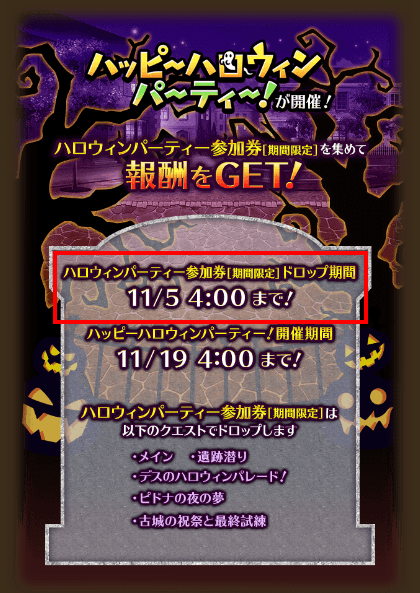 ハッピ〜ハロウィン
パ〜ティ〜!が開催!
ハロウィンパーティー参加券[期間限定]を集めて
報酬をGET!
ハロウィンパーティー参加券[期間限定]ドロップ期間
11/5 4:00 まで!
ハッピーハロウィンパーティー!開催期間
11/19 4:00 まで!
ハロウィンパーティー参加券[期間限定]は
以下のクエストでドロップします
・メイン ・遺跡潜り
・デスのハロウィンパレード!
・ピドナの夜の夢
・古城の祝祭と最終試練